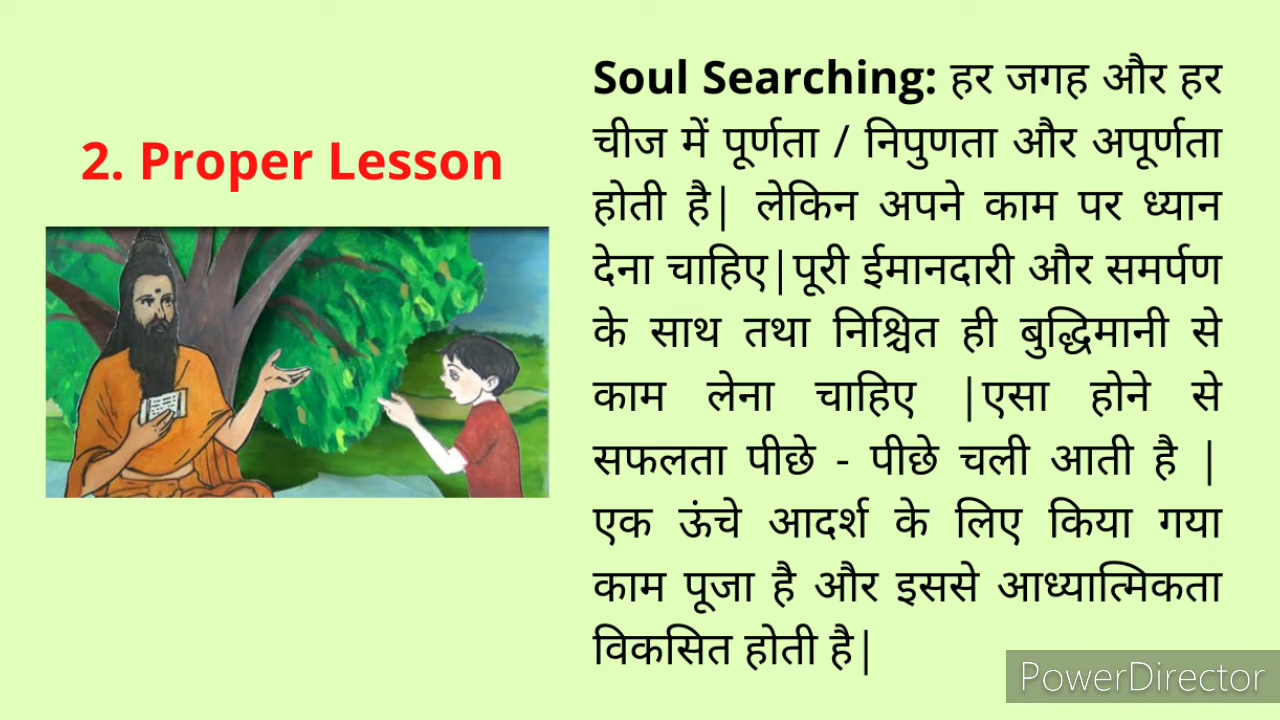 2. Proper Lesson
Soul Searching: हर जगह और हर
चीज में पूर्णता / निपुणता और अपूर्णता
होती है| लेकिन अपने काम पर ध्यान
देना चाहिए|पूरी ईमानदारी और समर्पण
के साथ तथा निश्चित ही बुद्धिमानी से
काम लेना चाहिए |एसा होने से
सफलता पीछे - पीछे चली आती है |
एक ऊंचे आदर्श के लिए किया गया
काम पूजा है और इससे आध्यात्मिकता
विकसित होती है|
PowerDirector